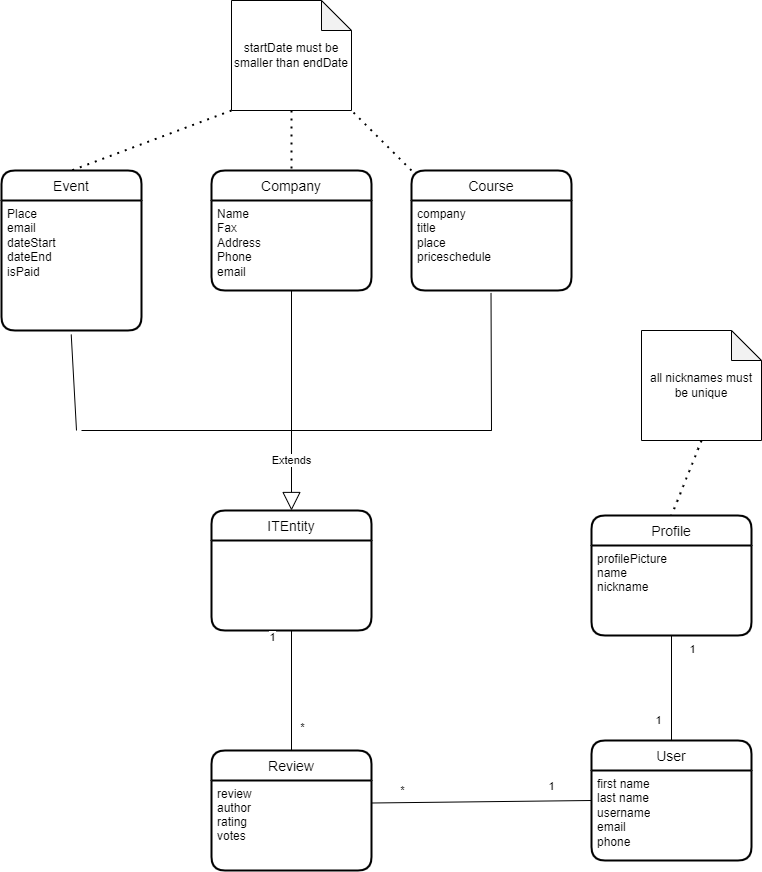 startDate must be
smaller than endDate
Event
Place
email
dateStart
dateEnd
isPaid
Company
Name
Fax
Address
Phone
email
Course
company
title
place
priceschedule
all nicknames must
be unique
Extends
ITEntity
1
*
Profile
profilePicture
name
nickname
1
1
Review
review
author
rating
votes
*
1
User
first name
last name
username
email
phone